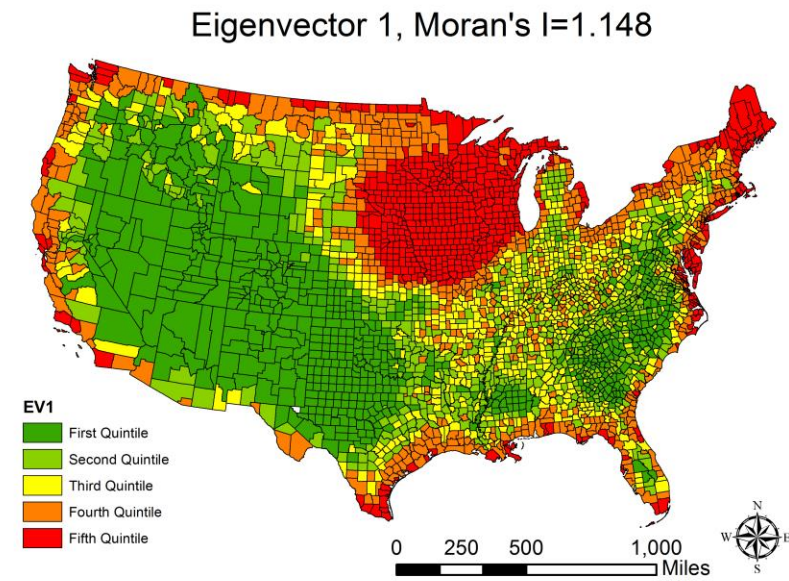 Eigenvector 1, Moran's I=1.148
EV1
First Quintile
Second Quintile
Third Quintile
Fourth Quintile
Fifth Quintile
N
W E
S
0 250 500 1,000
Miles